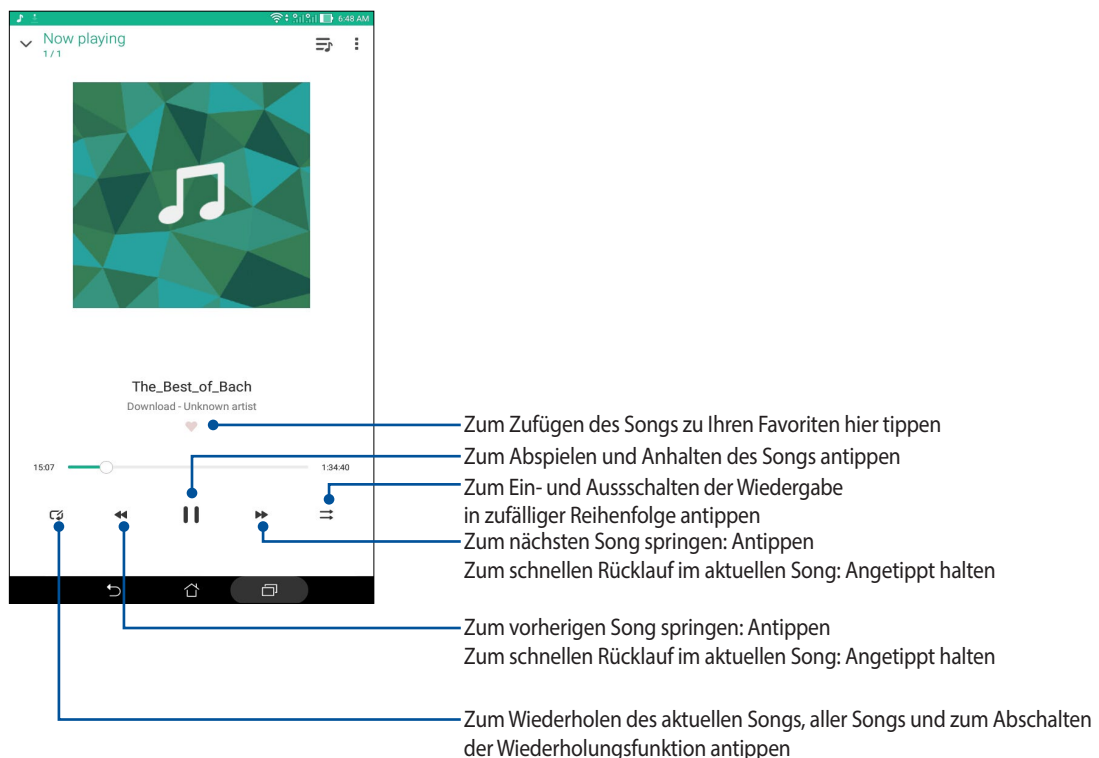 6:48 AM
Now playing
1 / 1
The_Best_of_Bach
Download - Unknown artist
Zum Zufügen des Songs zu Ihren Favoriten hier tippen
15:07
1:34:40
Zum Abspielen und Anhalten des Songs antippen
Zum Ein- und Aussschalten der Wiedergabe
in zufälliger Reihenfolge antippen
Zum nächsten Song springen: Antippen
Zum schnellen Rücklauf im aktuellen Song: Angetippt halten
Zum vorherigen Song springen: Antippen
Zum schnellen Rücklauf im aktuellen Song: Angetippt halten
Zum Wiederholen des aktuellen Songs, aller Songs und zum Abschalten
der Wiederholungsfunktion antippen